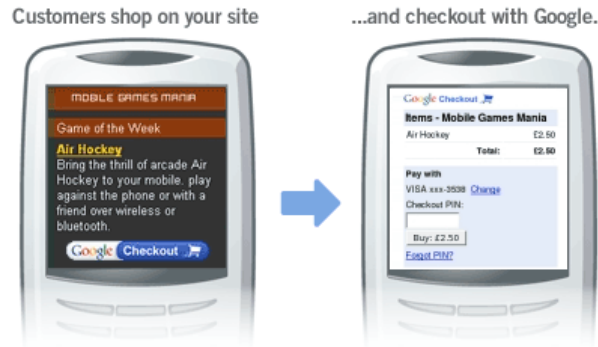 Customers shop on your site
...and checkout with Google.
MOBILE GAMES MANIA
Game of the Week
Air Hockey
Bring the thrill of arcade Air
Hockey to your mobile. play
against the phone or with a
friend over wireless or
bluetooth.
Google Checkout
Google Checkout
Items - Mobile Games Mania
Air Hockey £2.50
Total: £2.50
Pay with
VISA xxx-3538 Change
Checkout PIN:
Buy: £2.50
Forgot PIN?